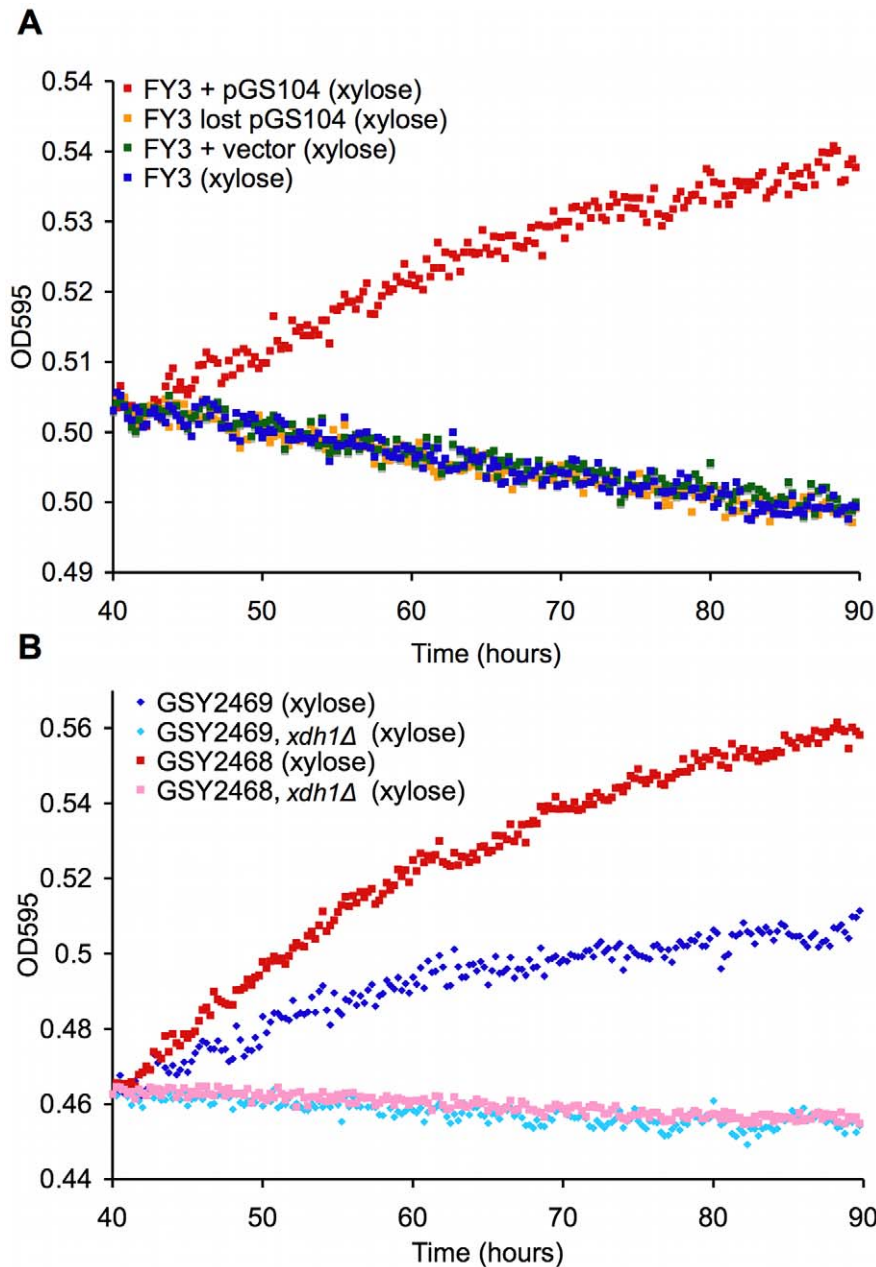 A
0.54
FY3 + pGS104 (xylose)
FY3 lost pGS104 (xylose)
FY3 + vector (xylose)
FY3 (xylose)
0.54
0.53
0.52
0.51
0.50
0.50
0.49
OD595
40 50 60 70 80 90
Time (hours)
B
GSY2469 (xylose)
GSY2469, xdh1Δ (xylose)
GSY2468 (xylose)
GSY2468, xdh1Δ (xylose)
0.56
0.54
0.52
0.5
0.48
0.46
0.44
OD595
40 50 60 70 80 90
Time (hours)